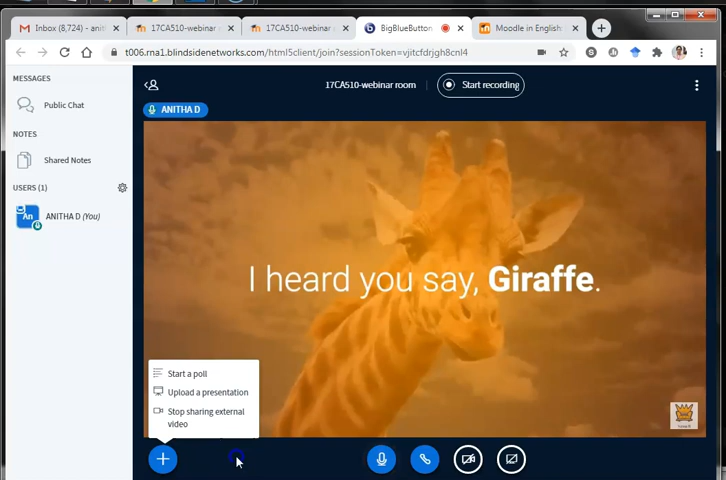 Inbox (8,724) - anit
17CA510-webinar
17CA510-webinar
BigBlueButton
Moodle in English
t006.rna1.blindsidenetworks.com/html5client/join?sessionToken=vjitcfdrjgh8cnl4
MESSAGES
Public Chat
NOTES
Shared Notes
USERS (1)
An
ANITHA D (You)
17CA510-webinar room
Start recording
ANITHA D
I heard you say, Giraffe.
Start a poll
Upload a presentation
Stop sharing external
video